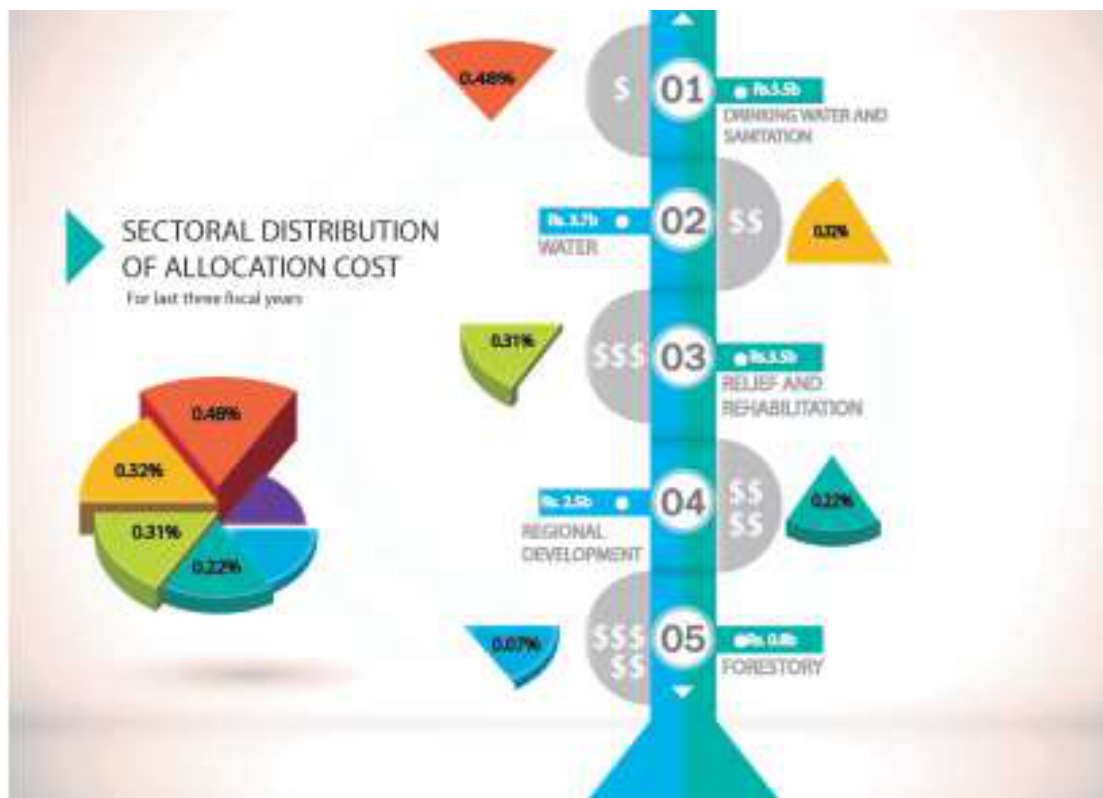 0.48%
$
01
Rs.3.5b
DRINKING WATER AND
SANITATION
Rs. 3.7b
02
$$
0.32%
WATER
SECTORAL DISTRIBUTION
OF ALLOCATION COST
For last three fiscal years
0.31%
$$$
03
Rs.3.5b
RELIEF AND
REHABILITATION
0.48%
0.32%
0.31%
0.22%
Rs. 2.5b
04
$$
$$
0.22%
REGIONAL
DEVELOPMENT
0.07%
$$$
$$
05
Rs. 0.8b
FORESTORY